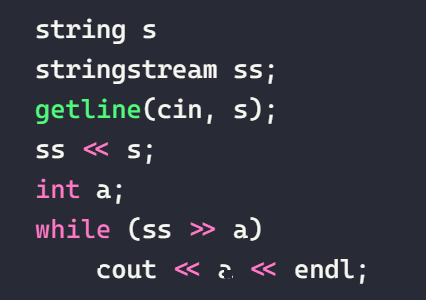 string s
stringstream ss;
getline(cin, s);
ss << s;
int a;
while (ss >> a)
cout << a << endl;